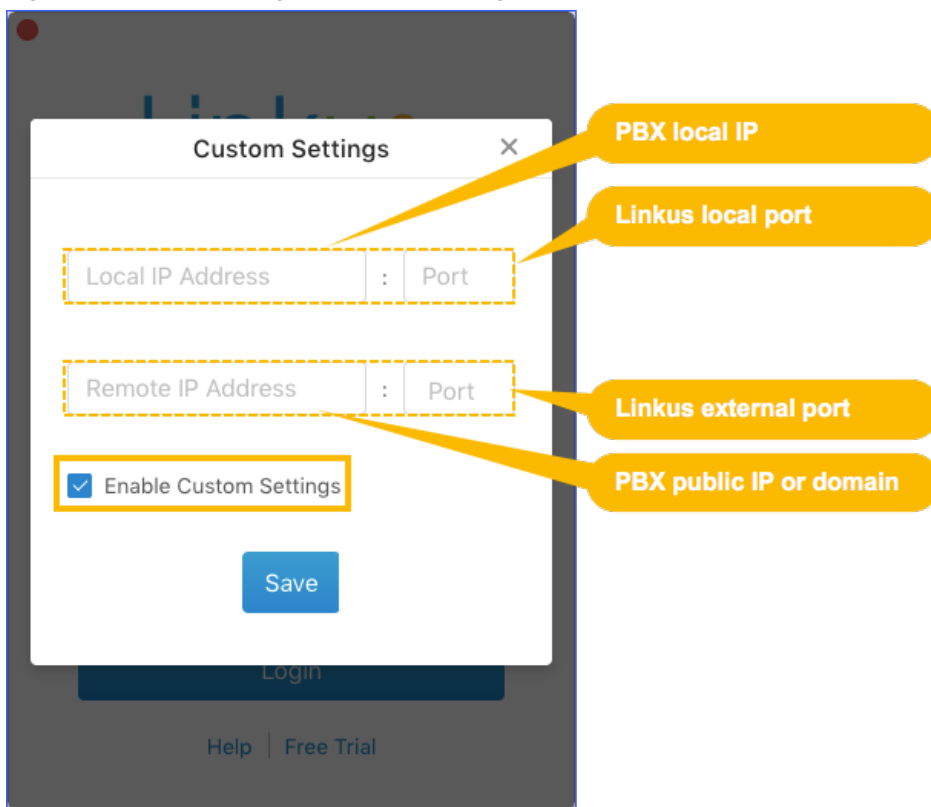 Custom Settings
PBX local IP
Linkus local port
Local IP Address : Port
Remote IP Address : Port
Linkus external port
Enable Custom Settings
PBX public IP or domain
Save
Login
Help | Free Trial